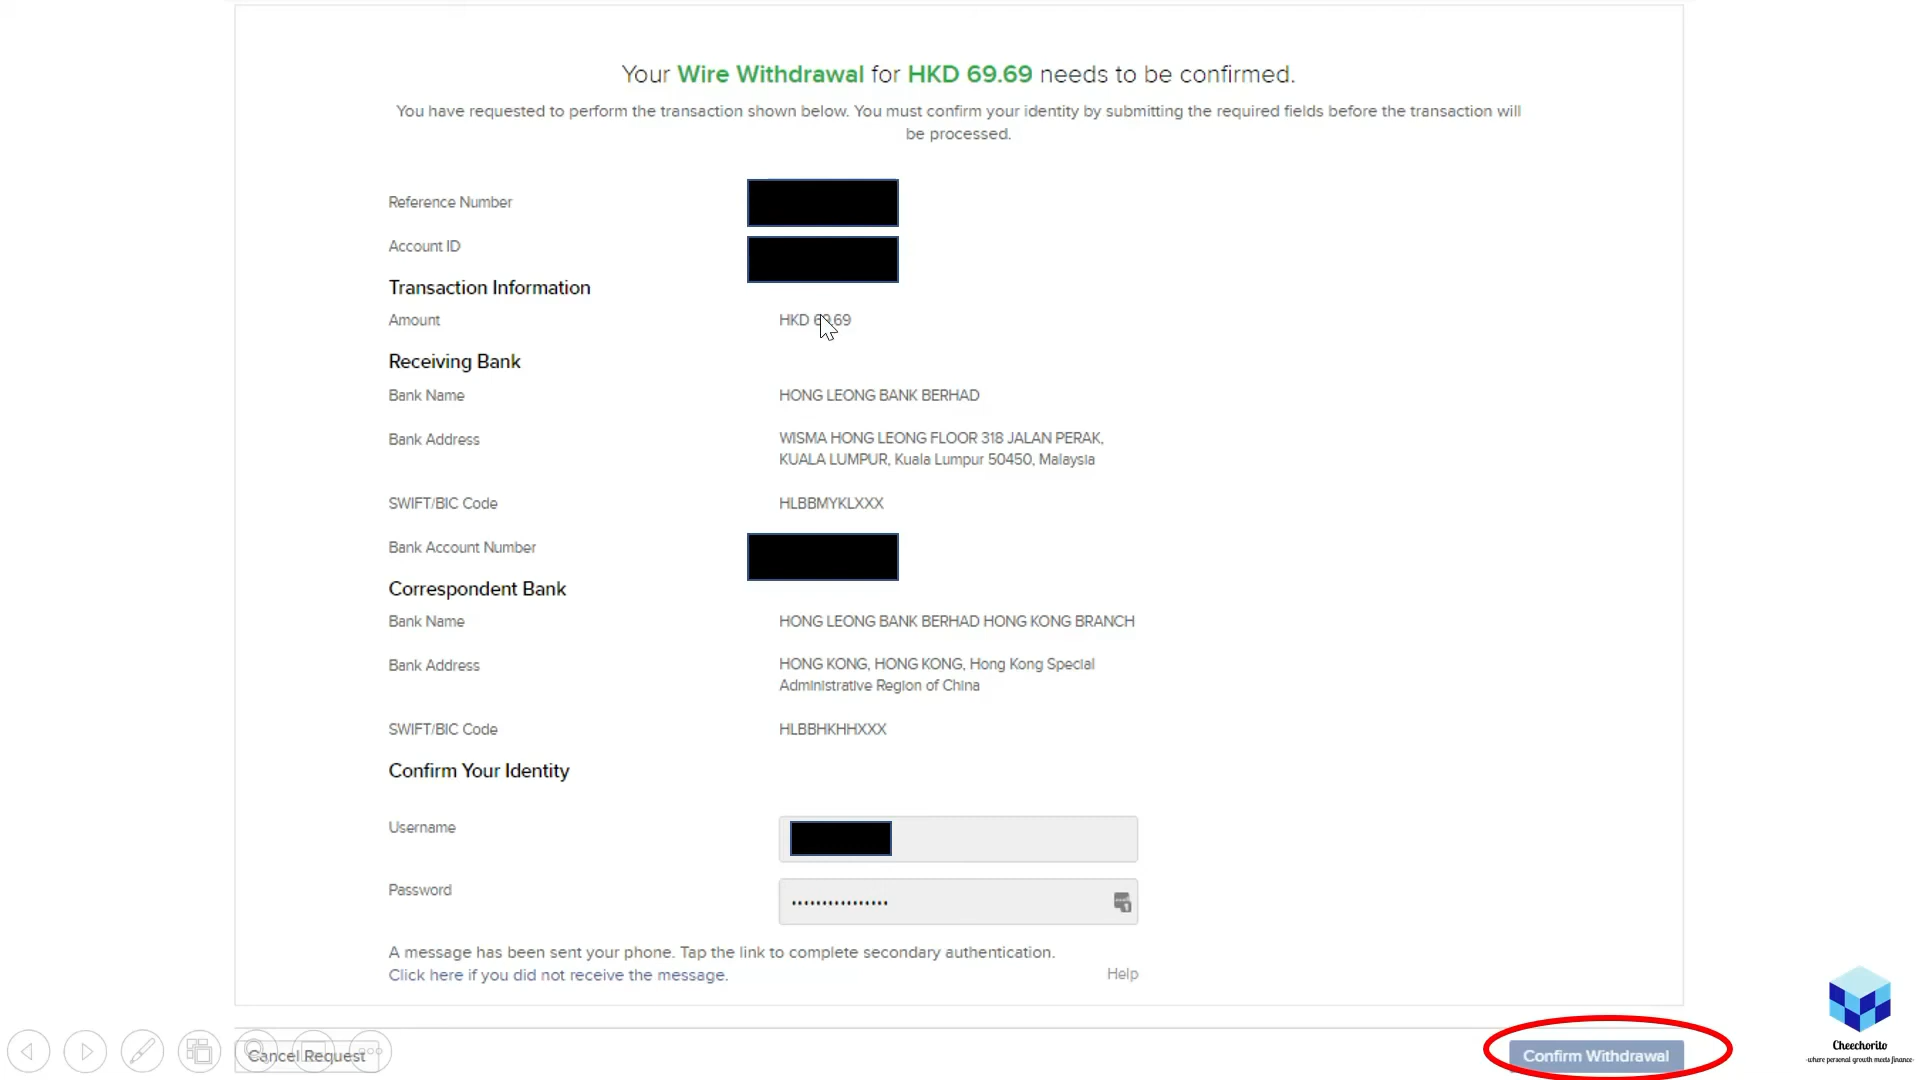 Your Wire Withdrawal for HKD 69.69 needs to be confirmed.
You have requested to perform the transaction shown below. You must confirm your identity by submitting the required fields before the transaction will
be processed.
Reference Number
Account ID
Transaction Information
Amount HKD 69.69
Receiving Bank
Bank Name HONG LEONG BANK BERHAD
Bank Address WISMA HONG LEONG FLOOR 318 JALAN PERAK,
KUALA LUMPUR, Kuala Lumpur 50450, Malaysia
SWIFT/BIC Code HLBBMYKLXXX
Bank Account Number
Correspondent Bank
Bank Name HONG LEONG BANK BERHAD HONG KONG BRANCH
Bank Address HONG KONG, HONG KONG, Hong Kong Special
Administrative Region of China
SWIFT/BIC Code HLBBHKHHXXX
Confirm Your Identity
Username
Password ••••••••••••••••
A message has been sent your phone. Tap the link to complete secondary authentication.
Click here if you did not receive the message. Help
Cancel Request Confirm Withdrawal
Cheechorito
-where personal growth meets finance-